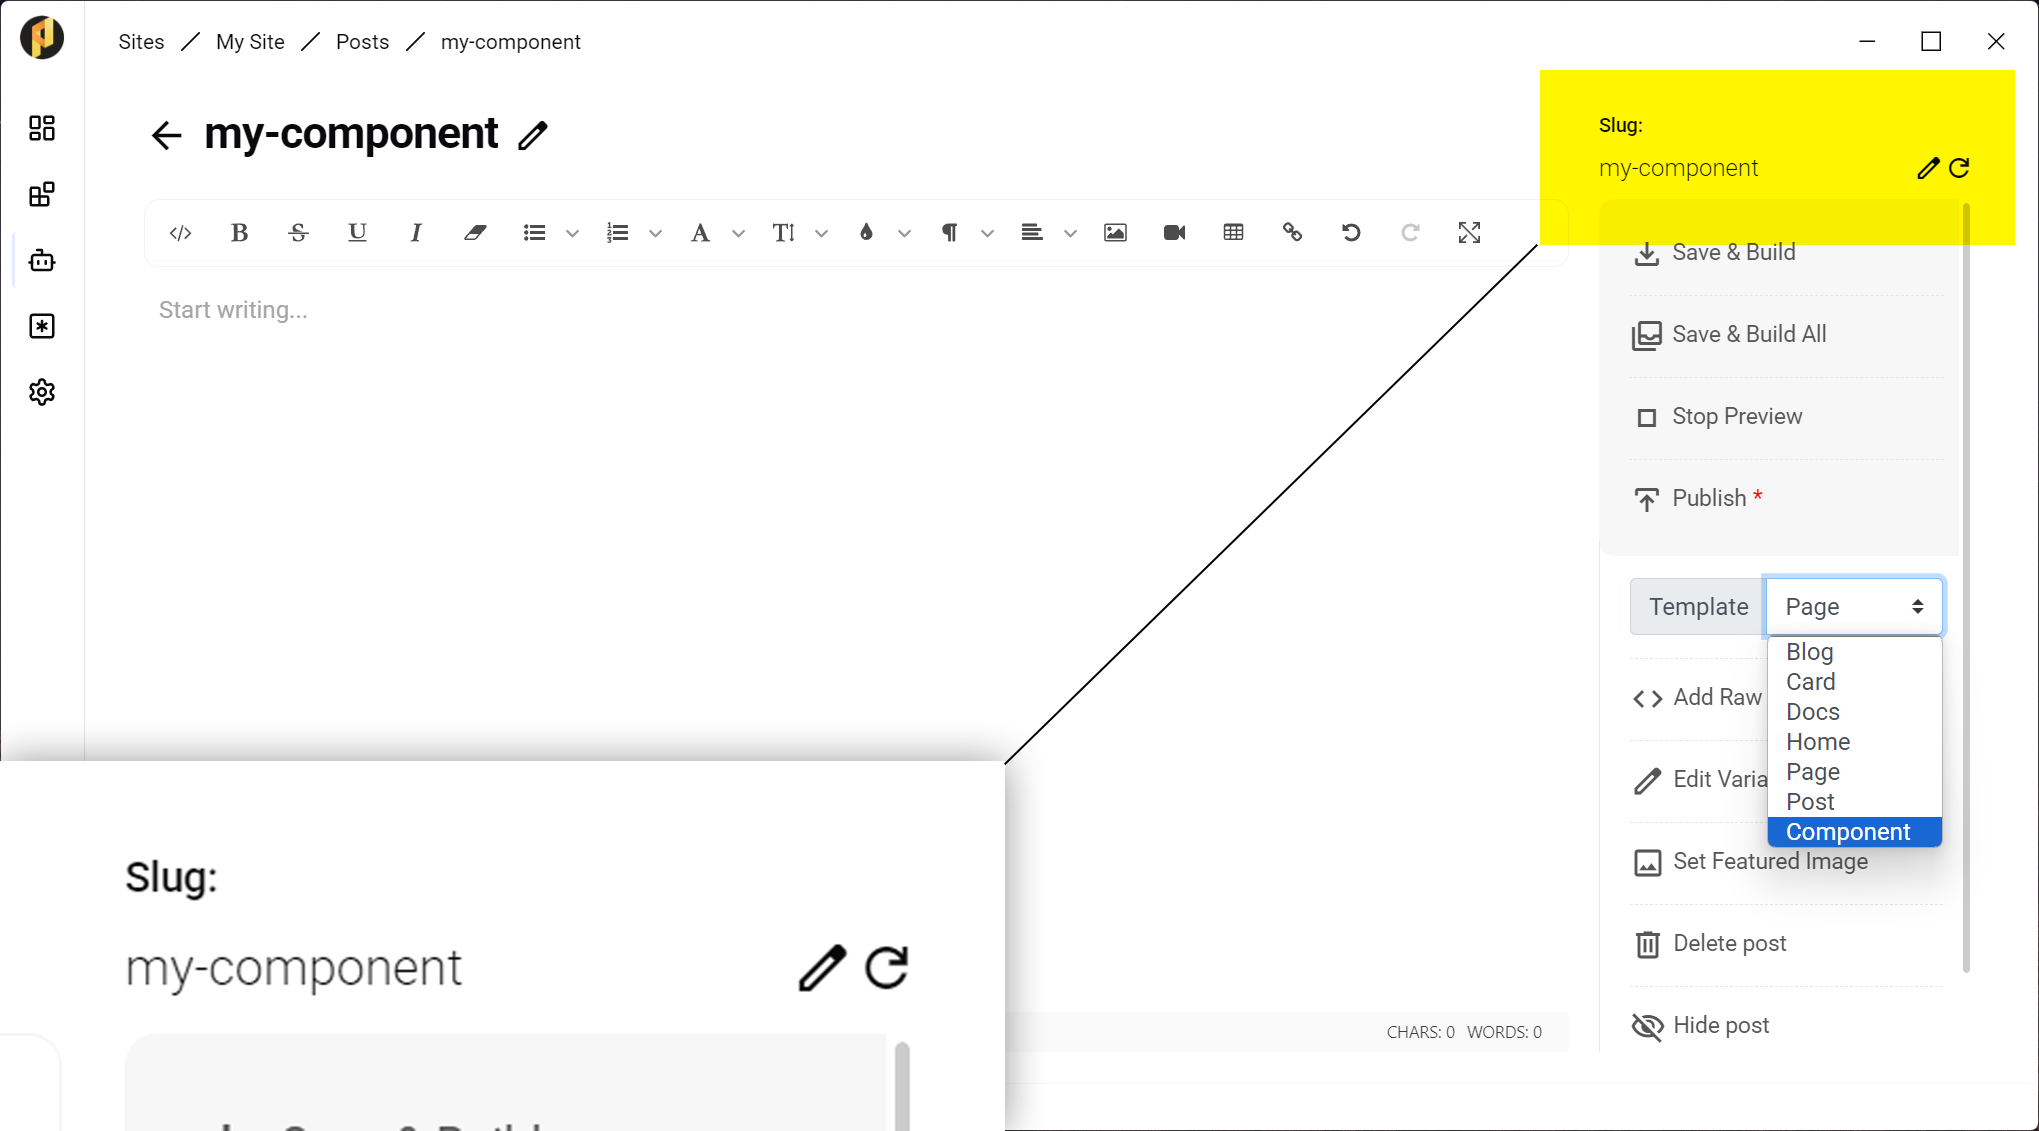 Sites / My Site / Posts / my-component
my-component
Slug:
my-component
Start writing...
Save & Build
Save & Build All
Stop Preview
Publish *
Template Page
Blog
Card
Docs
Home
Page
Post
Component
Add Raw
Edit Varia
Set Featured Image
Delete post
Hide post
CHARS: 0 WORDS: 0
Slug:
my-component